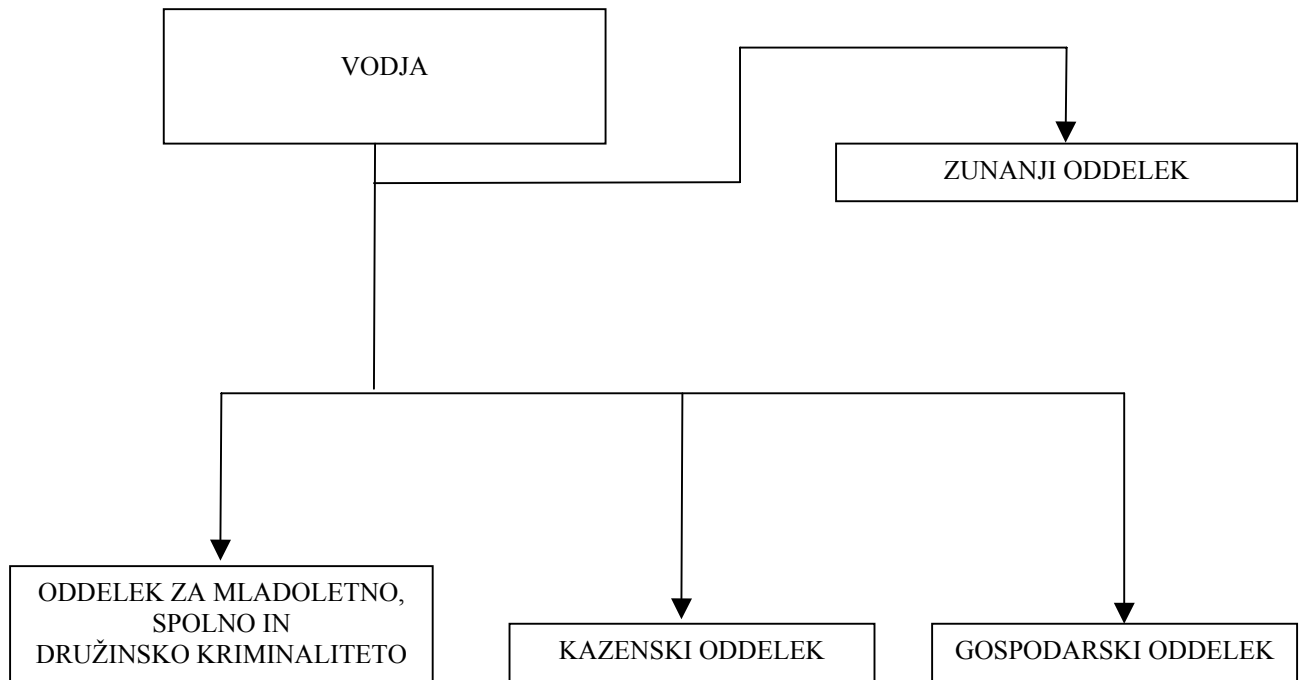 VODJA
ZUNANJI ODDELEK
ODDELEK ZA MLADOLETNO,
SPOLNO IN
DRUŽINSKO KRIMINALITETO
KAZENSKI ODDELEK
GOSPODARSKI ODDELEK